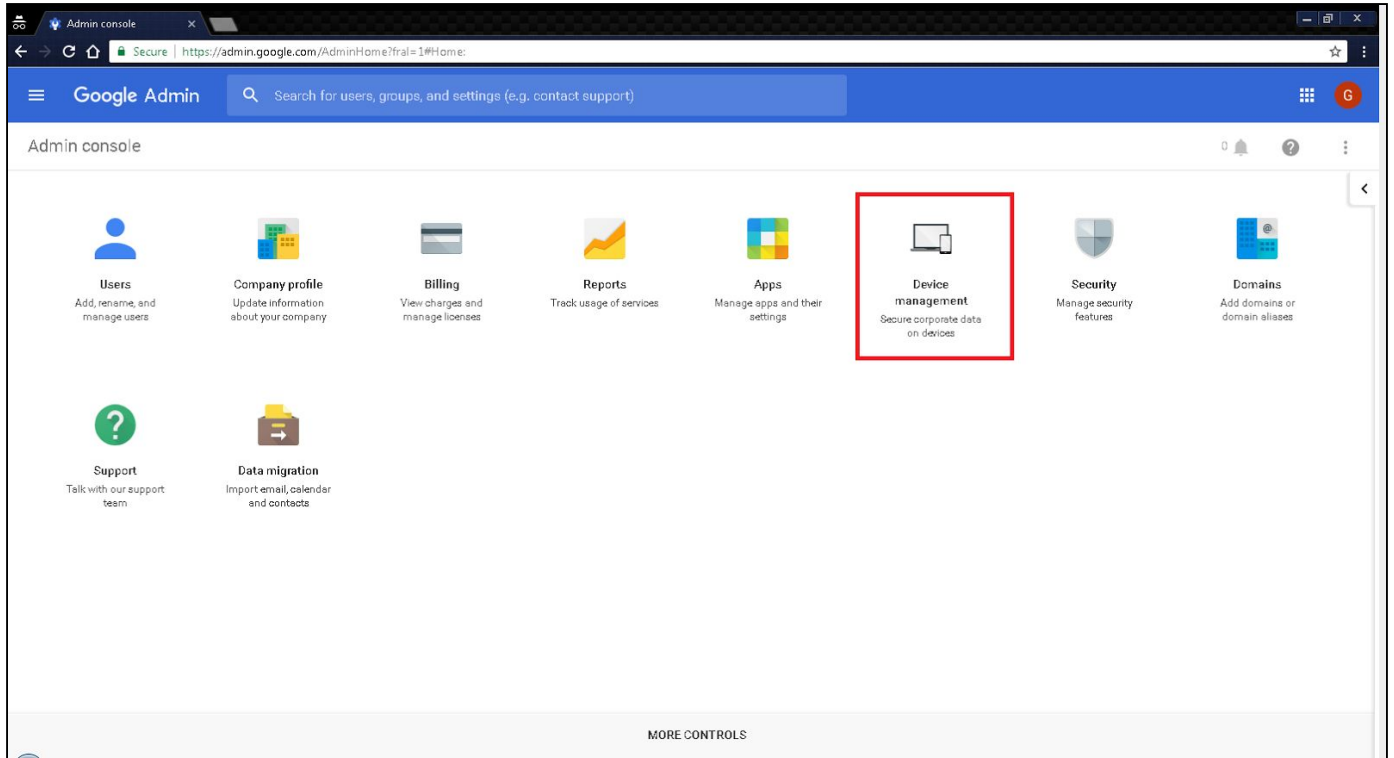 Admin console
Secure | https://admin.google.com/AdminHome?fral=1#Home:
Google Admin
Search for users, groups, and settings (e.g. contact support)
G
Admin console
0
Users
Add, rename, and
manage users
Company profile
Update information
about your company
Billing
View charges and
manage licenses
Reports
Track usage of services
Apps
Manage apps and their
settings
Device
management
Secure corporate data
on devices
Security
Manage security
features
Domains
Add domains or
domain aliases
Support
Talk with our support
team
Data migration
Import email, calendar
and contacts
MORE CONTROLS